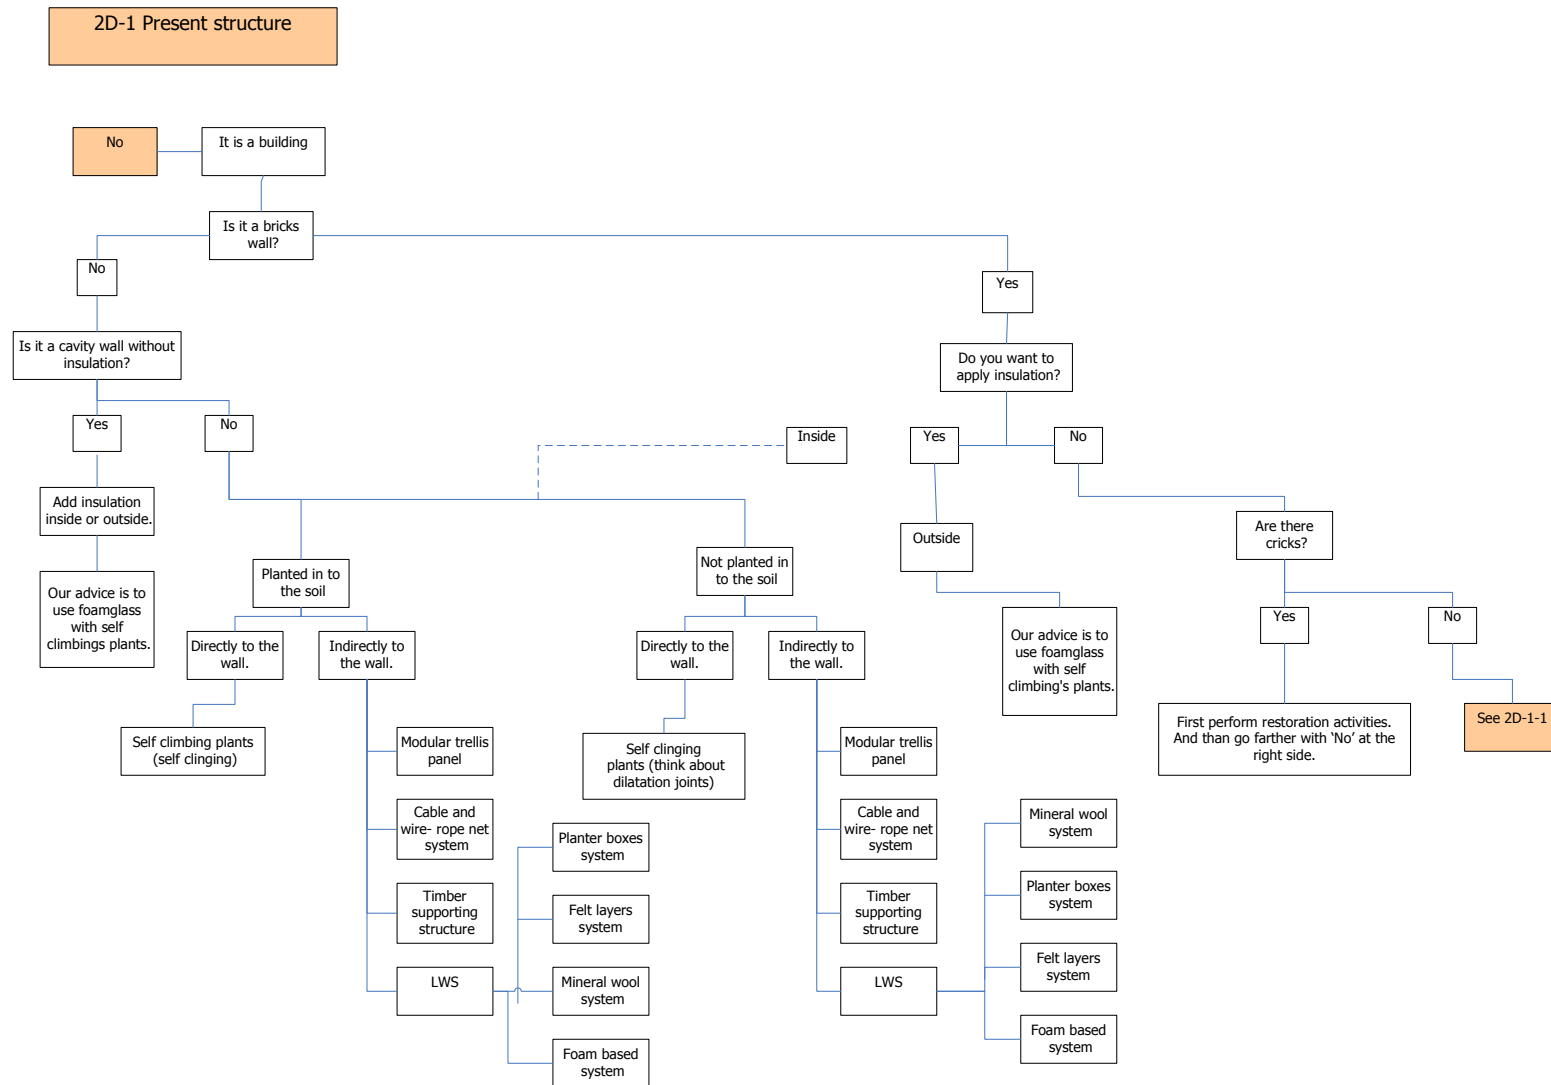 2D-1 Present structure
No
It is a building
Is it a bricks
wall?
No
Yes
Is it a cavity wall without
insulation?
Do you want to
apply insulation?
Yes
No
Inside
Yes
No
Add insulation
inside or outside.
Outside
Are there
cricks?
Planted in to
the soil
Not planted in
to the soil
Our advice is to
use foamglass
with self
climbings plants.
Our advice is to
use foamglass
with self
climbing's plants.
Yes
No
Directly to the
wall.
Indirectly to
the wall.
Directly to the
wall.
Indirectly to
the wall.
First perform restoration activities.
And than go farther with ‘No’ at the
right side.
See 2D-1-1
Self climbing plants
(self clinging)
Modular trellis
panel
Self clinging
plants (think about
dilatation joints)
Modular trellis
panel
Cable and
wire- rope net
system
Planter boxes
system
Cable and
wire- rope net
system
Mineral wool
system
Timber
supporting
structure
Felt layers
system
Timber
supporting
structure
Planter boxes
system
LWS
Mineral wool
system
LWS
Felt layers
system
Foam based
system
Foam based
system